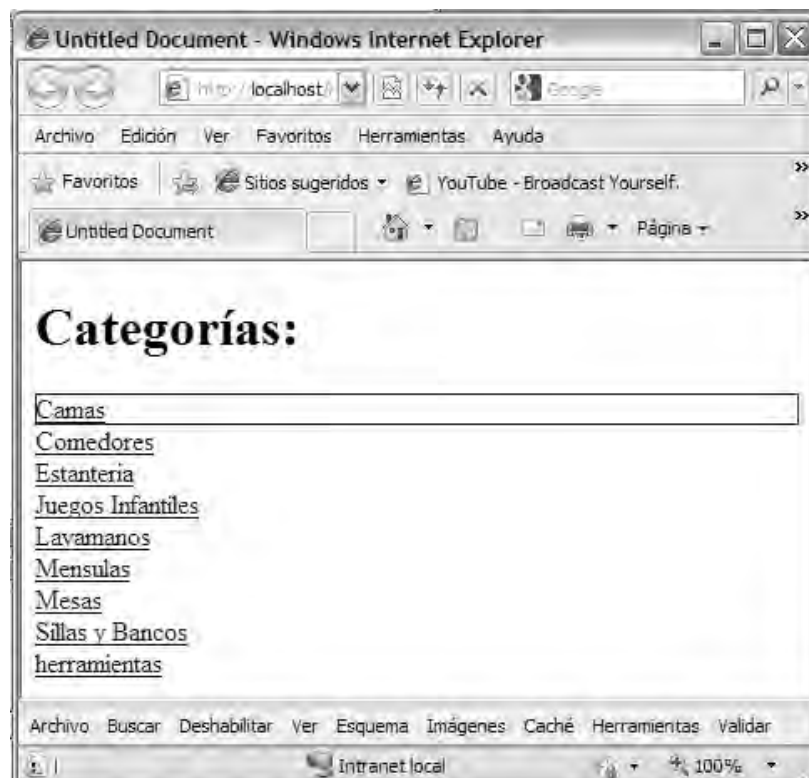 Untitled Document - Windows Internet Explorer
http://localhost/ Google
Archivo Edición Ver Favoritos Herramientas Ayuda
Favoritos Sitios sugeridos YouTube - Broadcast Yourself. »
Untitled Document Página »
Categorías:
Camas
Comedores
Estanteria
Juegos Infantiles
Lavamanos
Mensulas
Mesas
Sillas y Bancos
herramientas
Archivo Buscar Deshabilitar Ver Esquema Imágenes Caché Herramientas Validar
Intranet local 100%